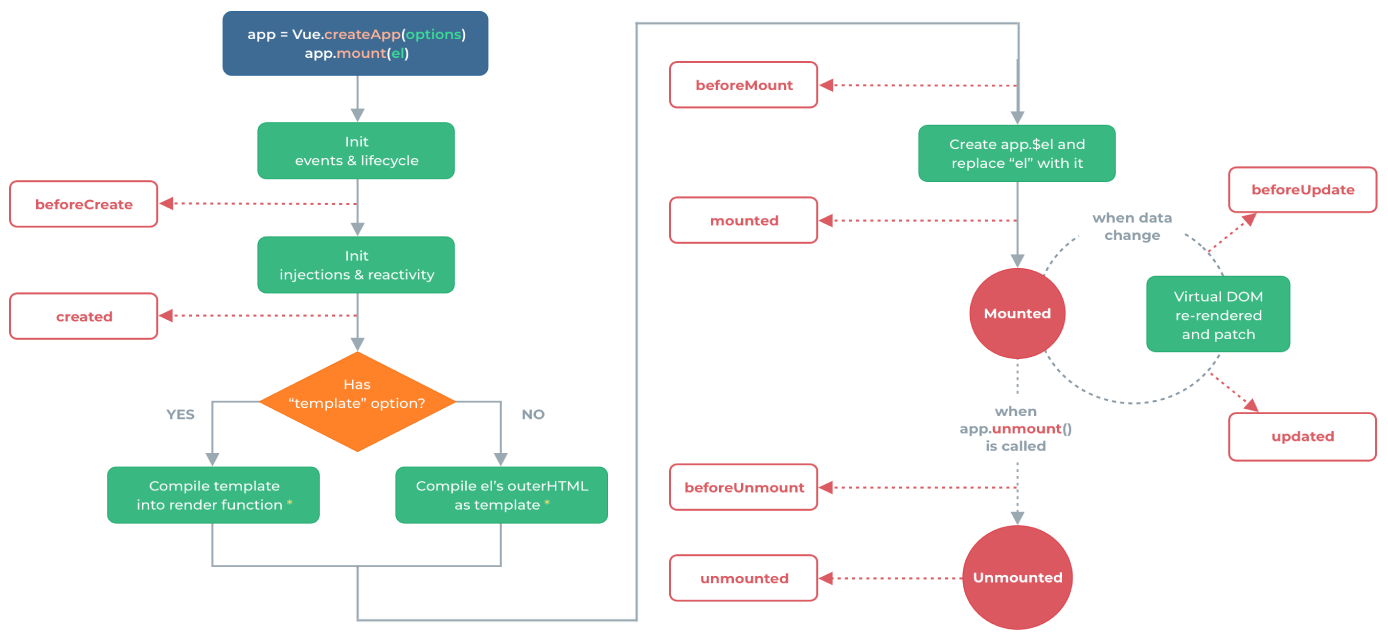 app = Vue.createApp(options)
app.mount(el)
Init
events & lifecycle
beforeCreate
Init
injections & reactivity
created
Has
“template” option?
YES
NO
Compile template
into render function *
Compile el’s outerHTML
as template *
beforeMount
Create app.$el and
replace “el” with it
mounted
Mounted
when data
change
beforeUpdate
Virtual DOM
re-rendered
and patch
updated
when
app.unmount()
is called
beforeUnmount
Unmounted
unmounted